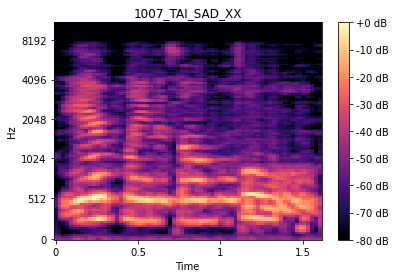 1007_TAI_SAD_XX
+0 dB
8192
-10 dB
4096
-20 dB
-30 dB
2048
Hz
-40 dB
1024
-50 dB
512
-60 dB
-70 dB
0
-80 dB
0
0.5
1
1.5
Time